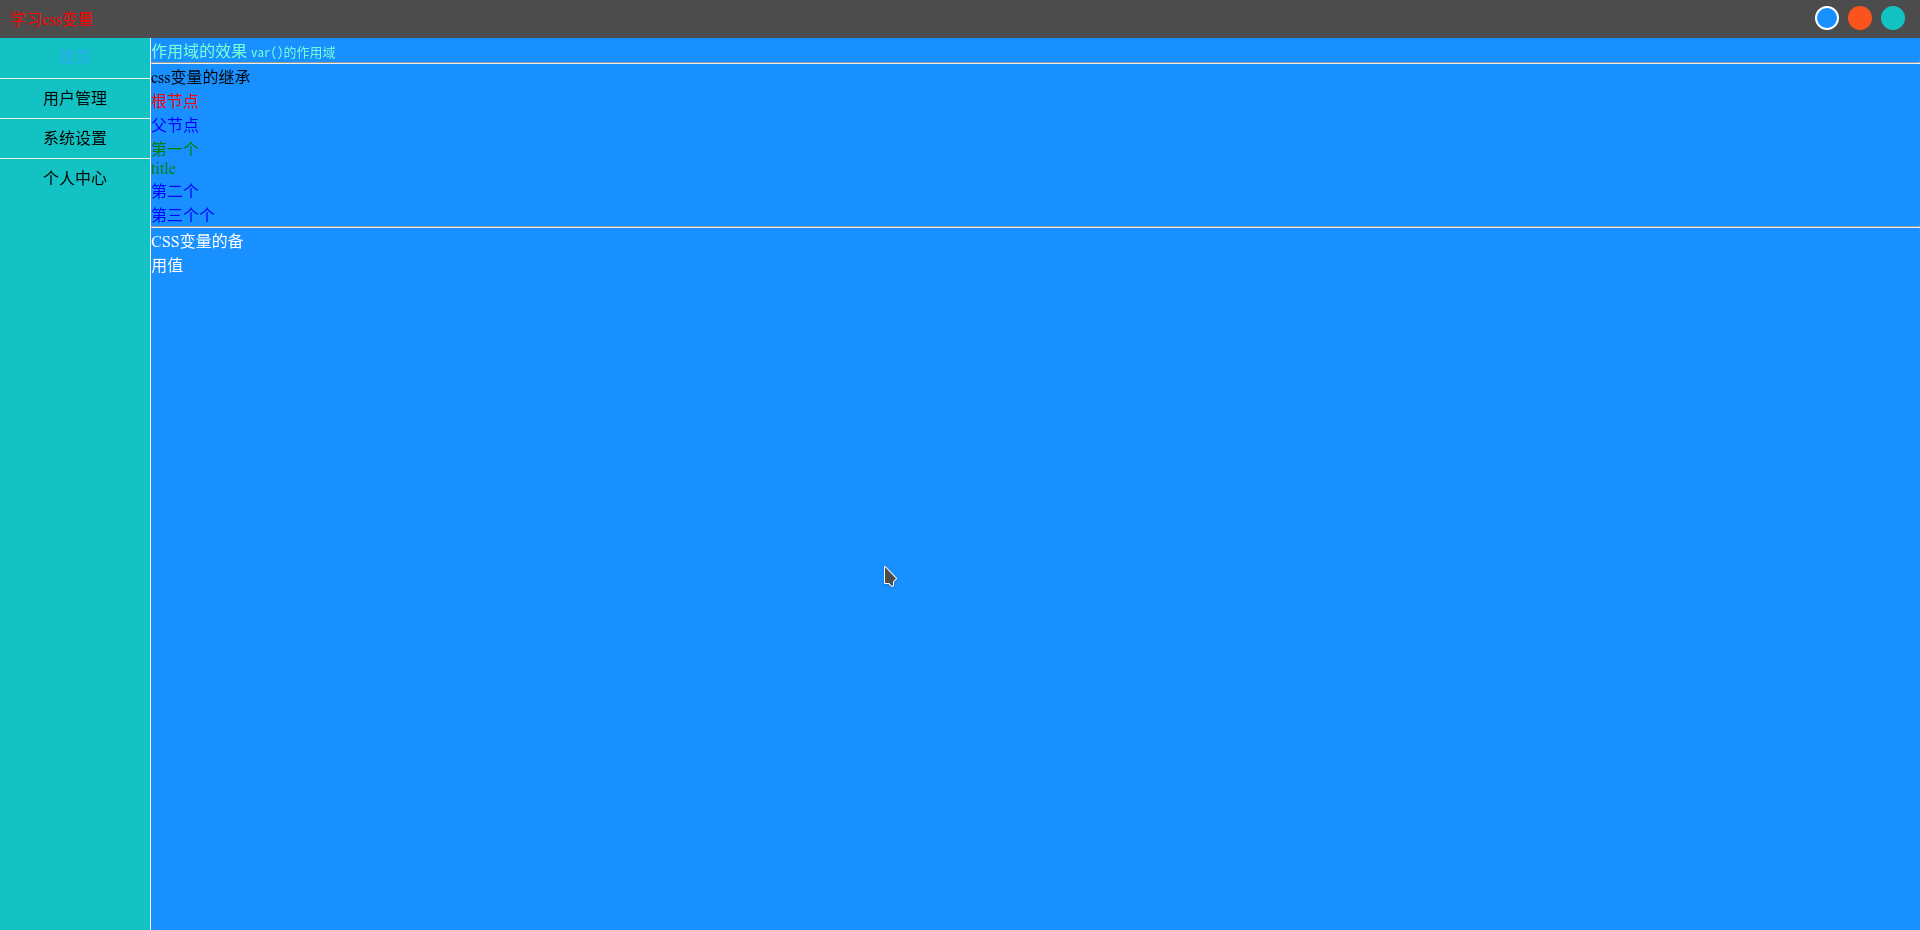 学习css变量
用户管理
系统设置
个人中心
作用域的效果 var()的作用域
css变量的继承
根节点
父节点
第一个
title
第二个
第三个个
CSS变量的备
用值